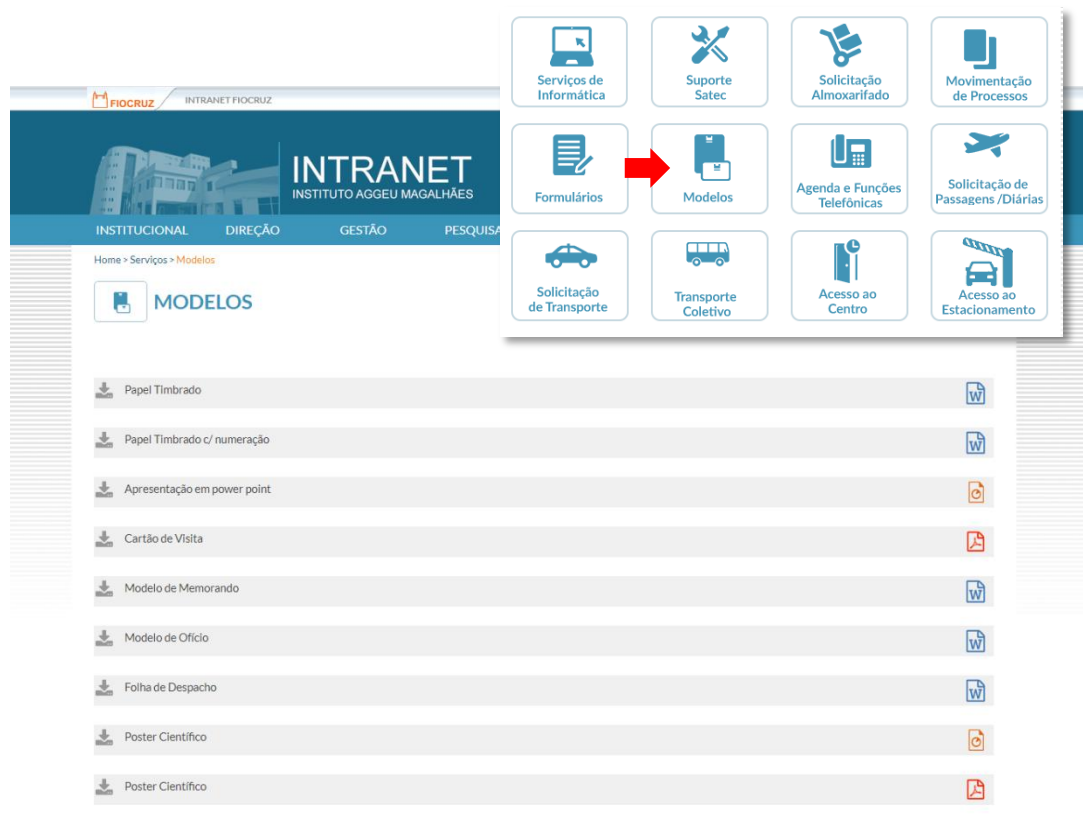 Serviços de
Informática
Suporte
Satec
Solicitação
Almoxarifado
Movimentação
de Processos
Formulários
Modelos
Agenda e Funções
Telefônicas
Solicitação de
Passagens /Diárias
Solicitação
de Transporte
Transporte
Coletivo
Acesso ao
Centro
Acesso ao
Estacionamento
FIOCRUZ
INTRANET FIOCRUZ
INTRANET
INSTITUTO AGGEU MAGALHÃES
INSTITUCIONAL DIREÇÃO GESTÃO PESQUISA
Home > Serviços > Modelos
MODELOS
Papel Timbrado
Papel Timbrado c/ numeração
Apresentação em power point
Cartão de Visita
Modelo de Memorando
Modelo de Ofício
Folha de Despacho
Poster Científico
Poster Científico